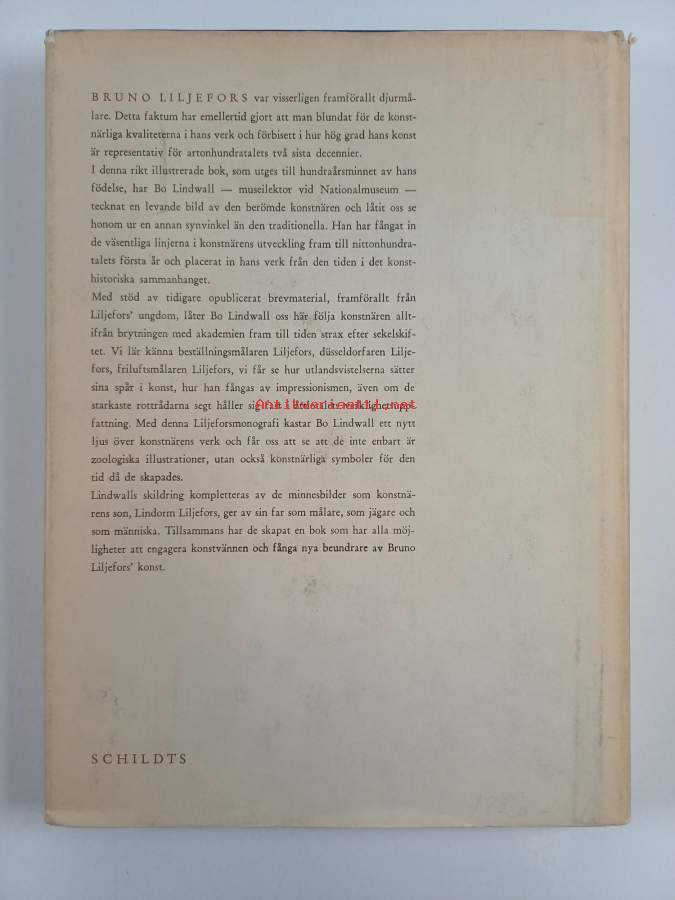 BRUNO LILJEFORS var visserligen framförallt djurmå-
lare. Detta faktum har emellertid gjort att man blundat för de konst-
närliga kvaliteterna i hans verk och förbisett i hur hög grad hans konst
är representativ för artonhundratalets två sista decennier.
I denna rikt illustrerade bok, som utges till hundraårsminnet av hans
födelse, har Bo Lindwall — museilektor vid Nationalmuseum —
tecknat en levande bild av den berömde konstnären och låtit oss se
honom ur en annan synvinkel än den traditionella. Han har fångat in
de väsentliga linjerna i konstnärens utveckling fram till nittonhundra-
talets första år och placerat in hans verk från den tiden i det konst-
historiska sammanhanget.
Med stöd av tidigare opublicerat brevmaterial, framförallt från
Liljefors' ungdom, låter Bo Lindwall oss här följa konstnären allt-
ifrån brytningen med akademien fram till tiden strax efter sekelskif-
tet. Vi lär känna beställningsmålaren Liljefors, düsseldorfaren Lilje-
fors, friluftsmålaren Liljefors, vi får se hur utlandsvistelserna sätter
sina spår i konst, hur han fångas av impressionismen, även om de
starkaste rottrådarna segt håller sig
Antikvariaatti.net
fattning. Med denna Liljeforsmonografi kastar Bo Lindwall ett nytt
ljus över konstnärens verk och får oss att se att de inte enbart är
zoologiska illustrationer, utan också konstnärliga symboler för den
tid då de skapades.
Lindwalls skildring kompletteras av de minnesbilder som konstnä-
rens son, Lindorm Liljefors, ger av sin far som målare, som jägare och
som människa. Tillsammans har de skapat en bok som har alla möj-
ligheter att engagera konstvännen och fånga nya beundrare av Bruno
Liljefors' konst.
SCHILDTS